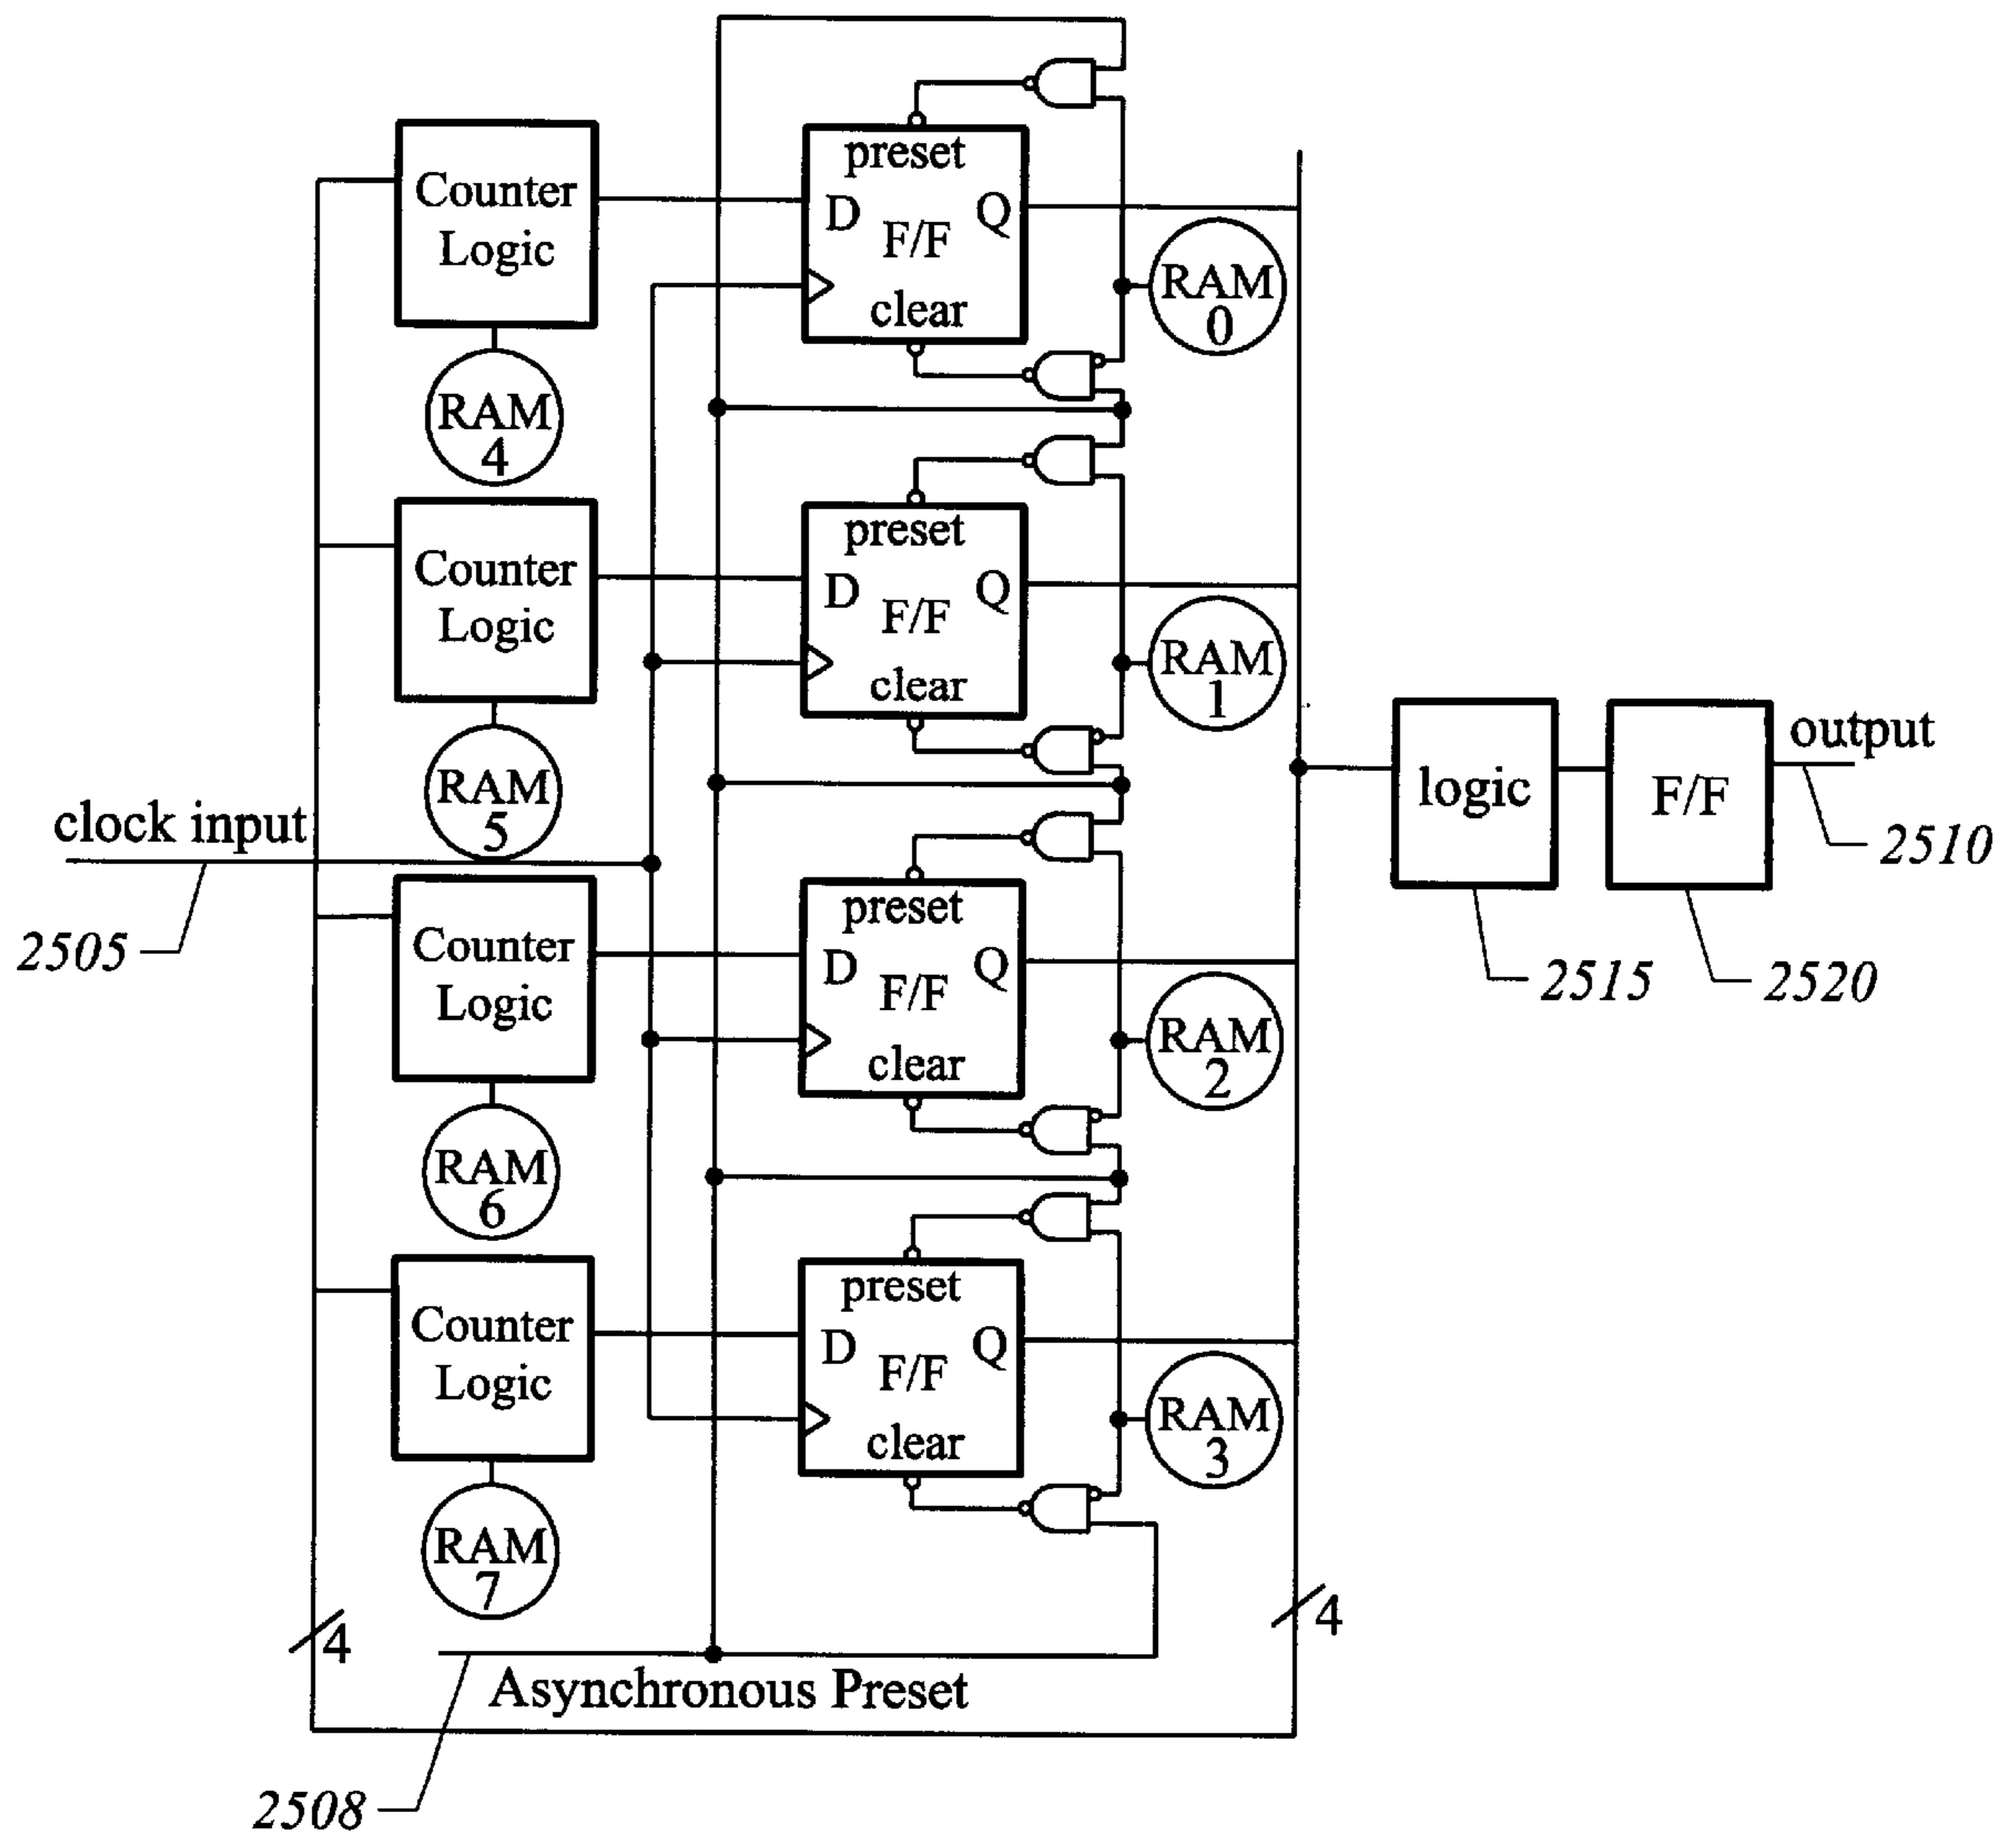 Counter
Logic
RAM
4
preset
D
Q
F/F
clear
RAM
0
Counter
Logic
RAM
5
preset
D
Q
F/F
clear
RAM
1
clock input
2505
logic
F/F
output
2510
2515
2520
Counter
Logic
RAM
6
preset
D
Q
F/F
clear
RAM
2
Counter
Logic
RAM
7
preset
D
Q
F/F
clear
RAM
3
4
4
Asynchronous Preset
2508